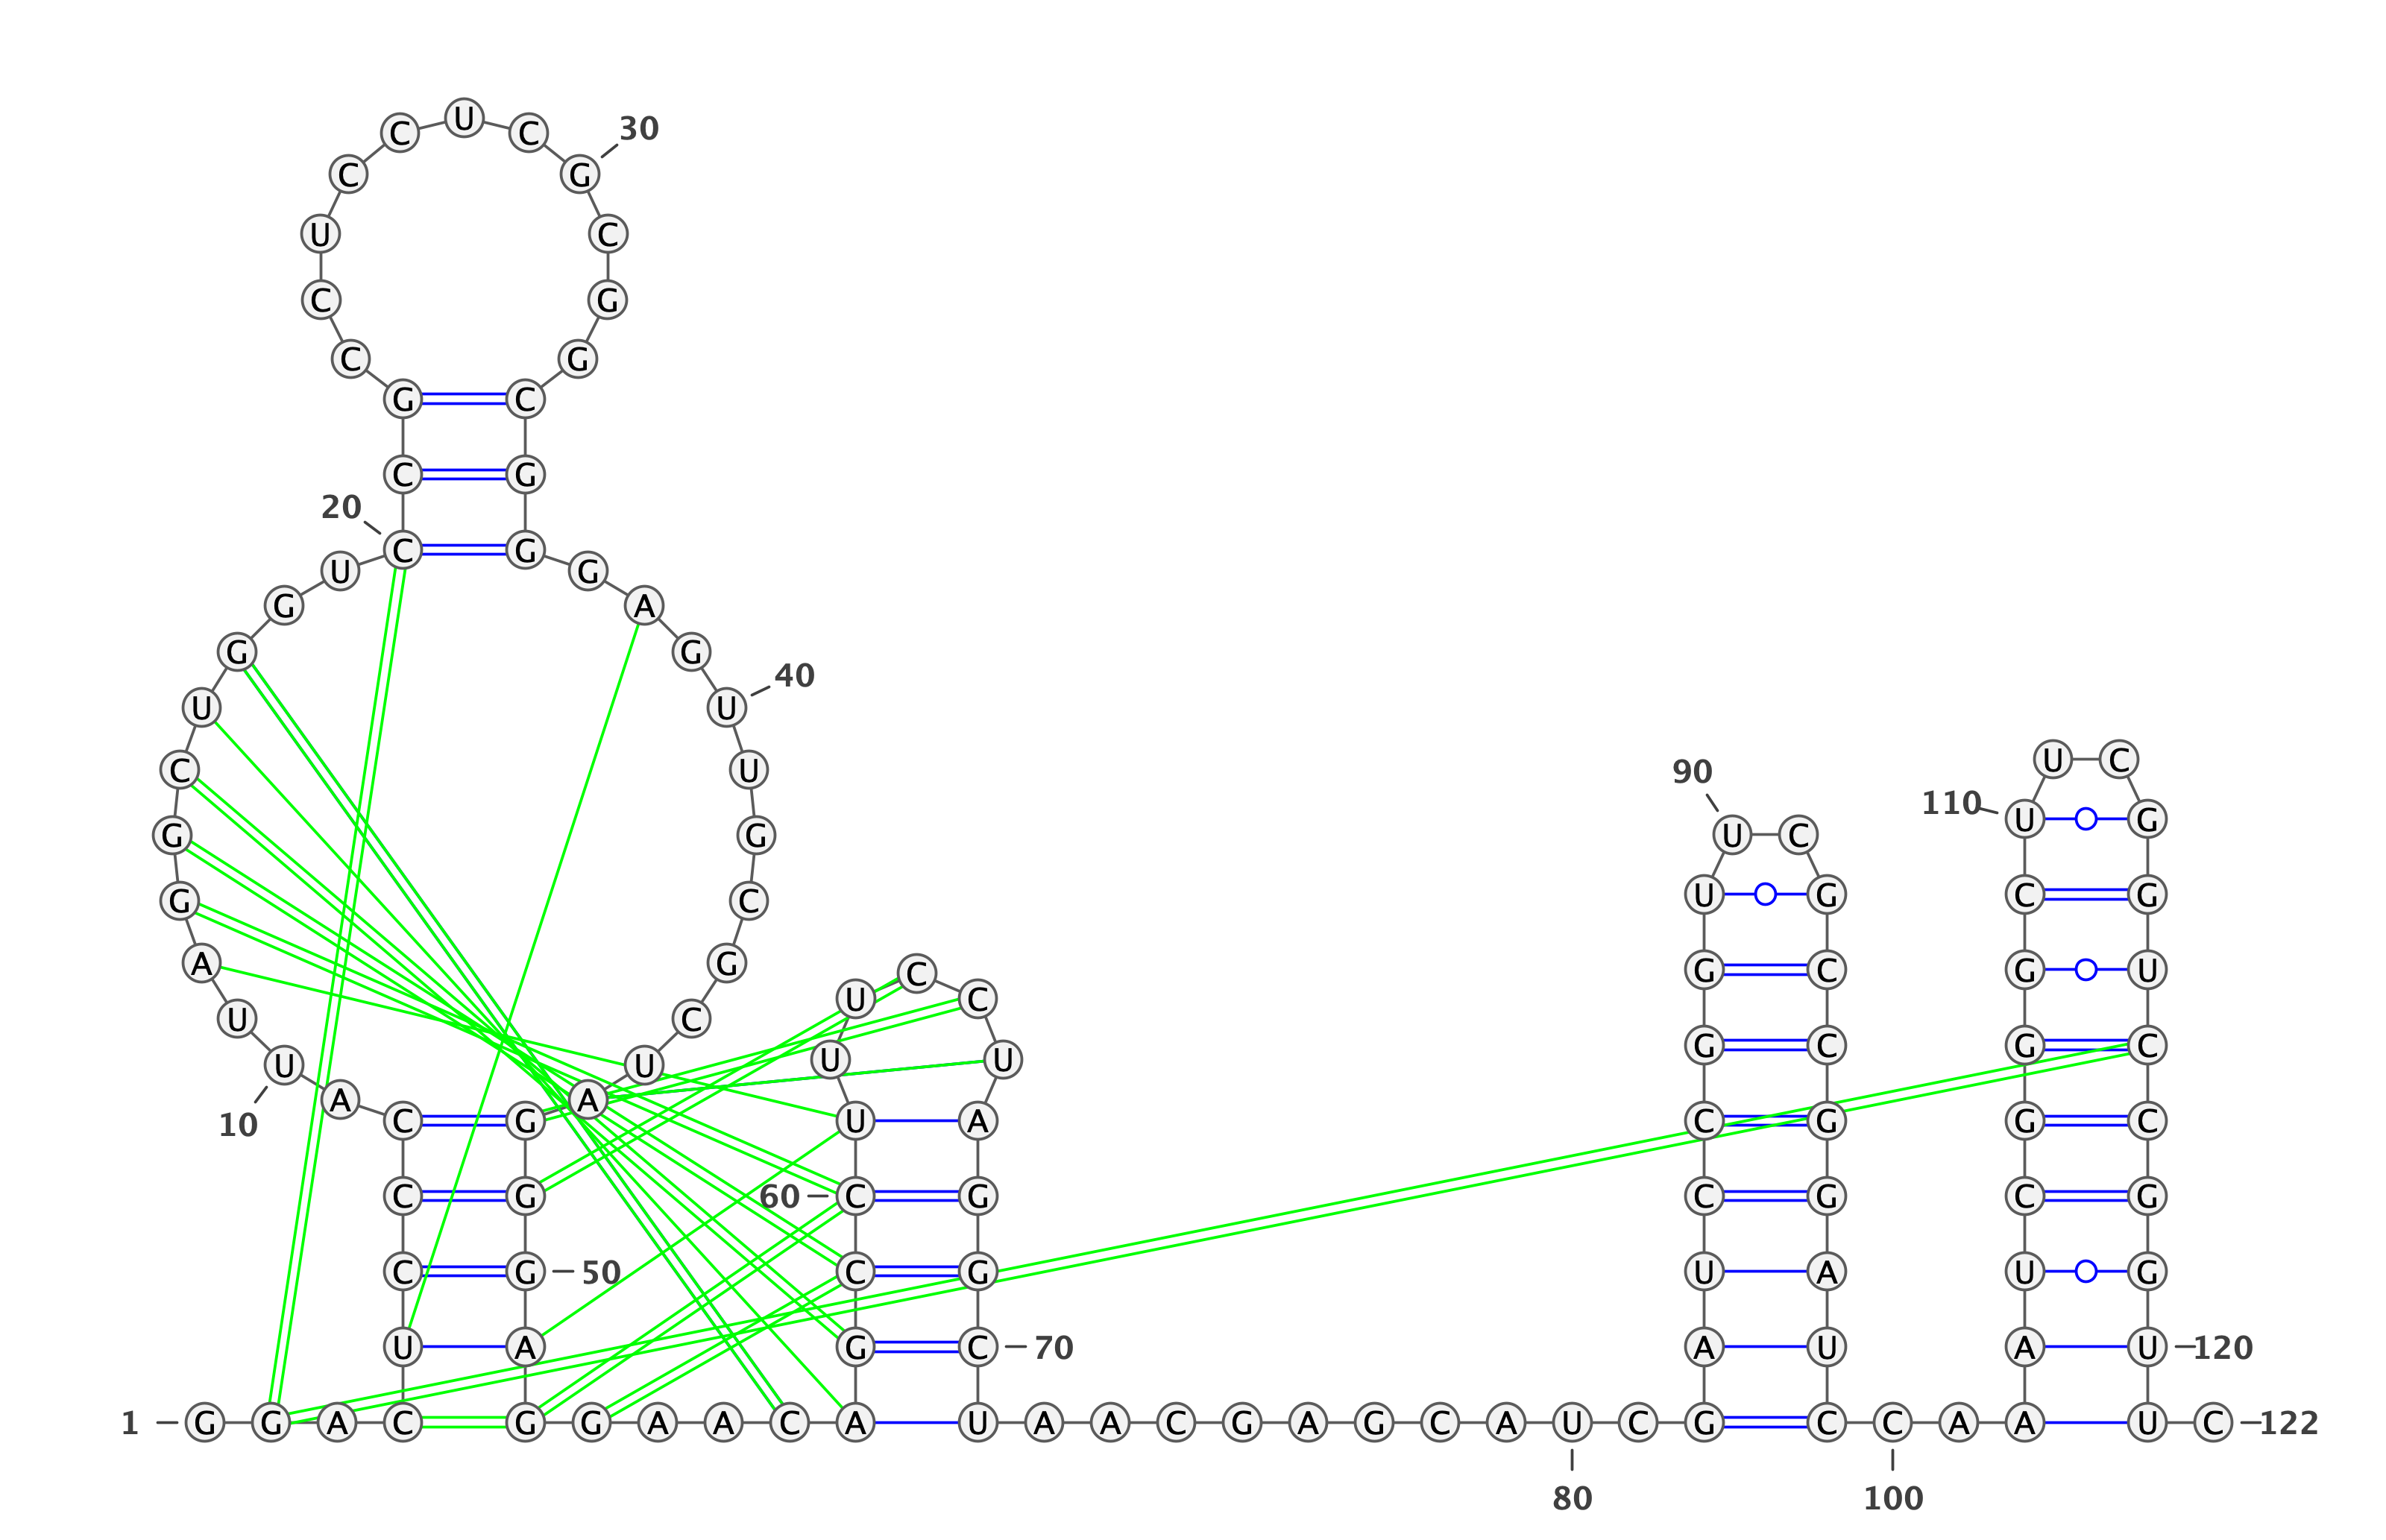 U
C C 30
C G
U C
C G
C G
G C
C G
20
C G
U G
G A
G G
40
U U
U C
C U 90
110 U G
G G U C
U G C G
G C
A G C G C G U
U C
U C
G C G C
U U U U
A A
10 C G U A C G G C
C G 60 C G C G C G
C G 50 C G U A U G
U A G C 70 A U A U 120
1 G G A C G G A A C A U A A C G A G C A U C G C C A A U C 122
80 100